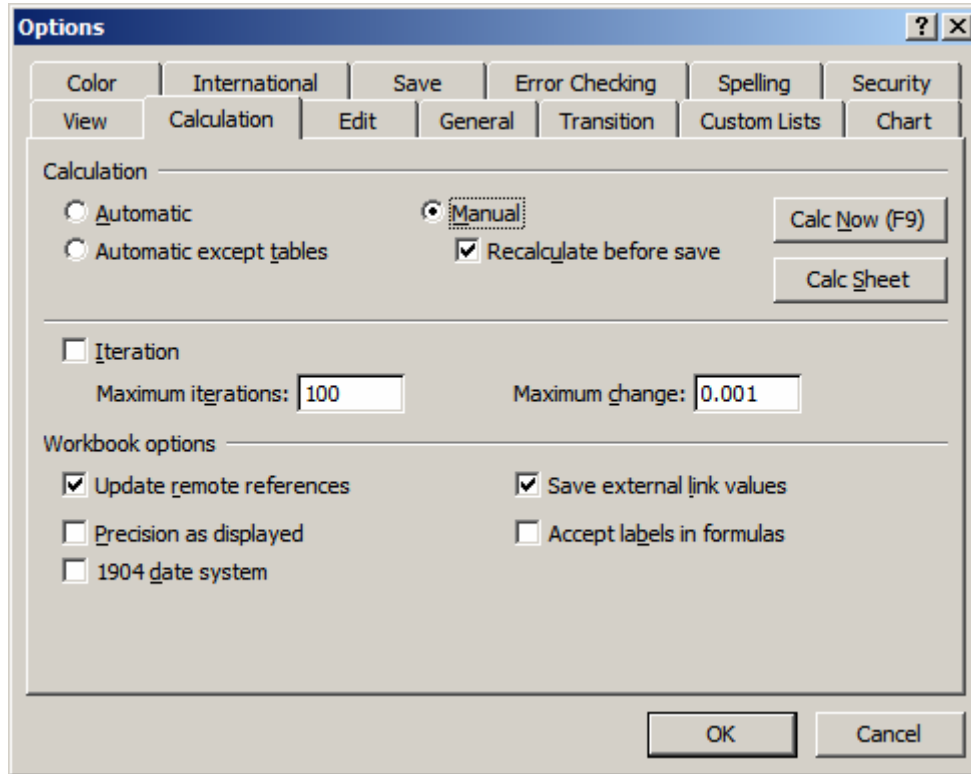 Options
Color International Save Error Checking Spelling Security
View Calculation Edit General Transition Custom Lists Chart
Calculation
Automatic Manual Calc Now (F9)
Automatic except tables Recalculate before save
Calc Sheet
Iteration
Maximum iterations: 100 Maximum change: 0.001
Workbook options
Update remote references Save external link values
Precision as displayed Accept labels in formulas
1904 date system
OK Cancel